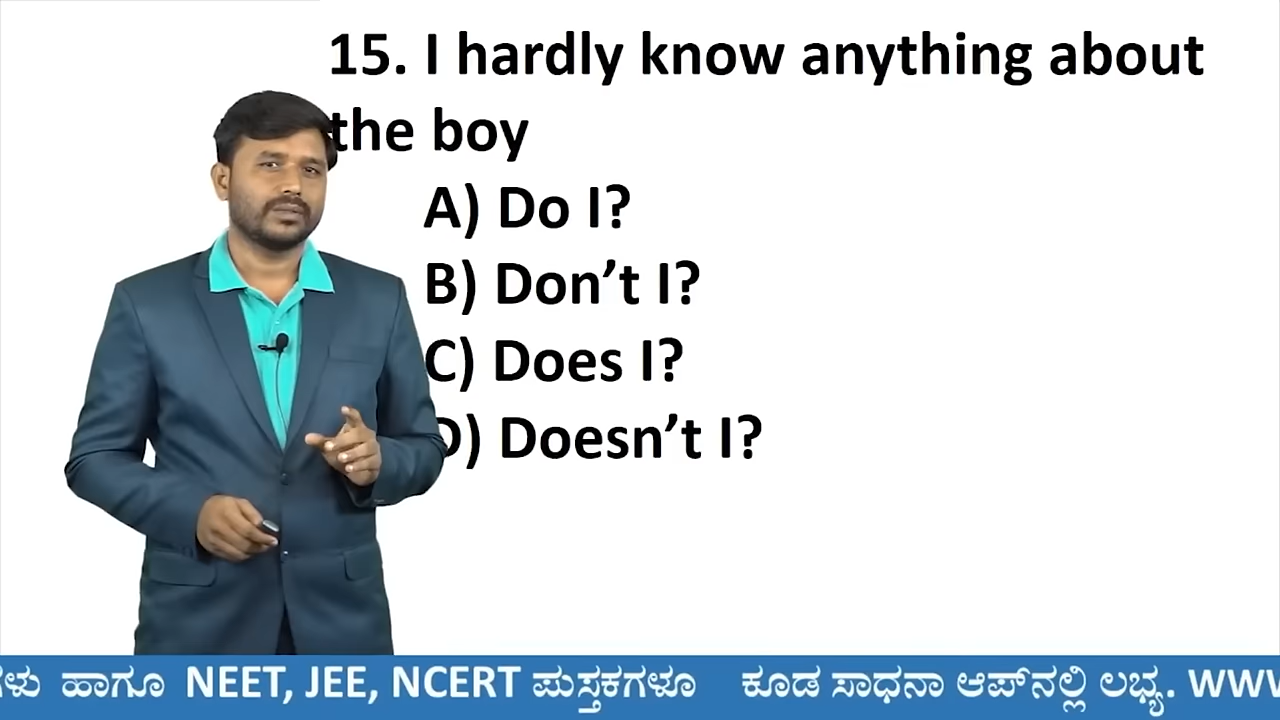 15. I hardly know anything about
the boy
A) Do I?
B) Don’t I?
C) Does I?
D) Doesn’t I?
ಹಾಗೂ NEET, JEE, NCERT ಪುಸ್ತಕಗಳೂ ಕೂಡ ಸಾಧನಾ ಆಪ್‌ನಲ್ಲಿ ಲಭ್ಯ. www